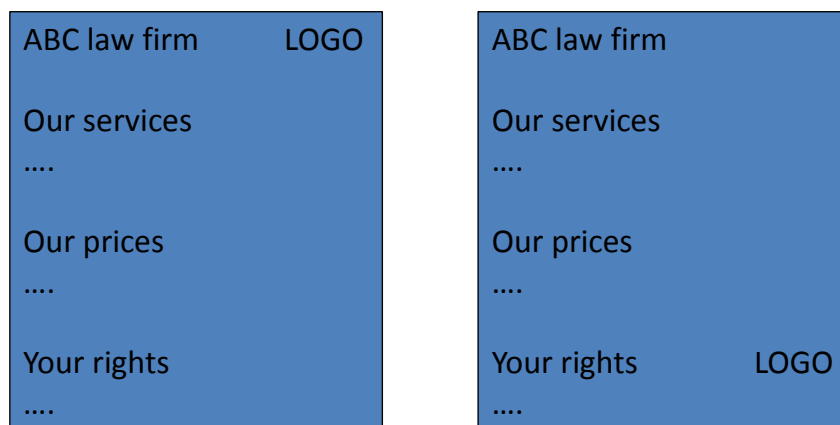 ABC law firm LOGO
Our services
....
Our prices
....
Your rights
....
ABC law firm
Our services
....
Our prices
....
Your rights LOGO
....